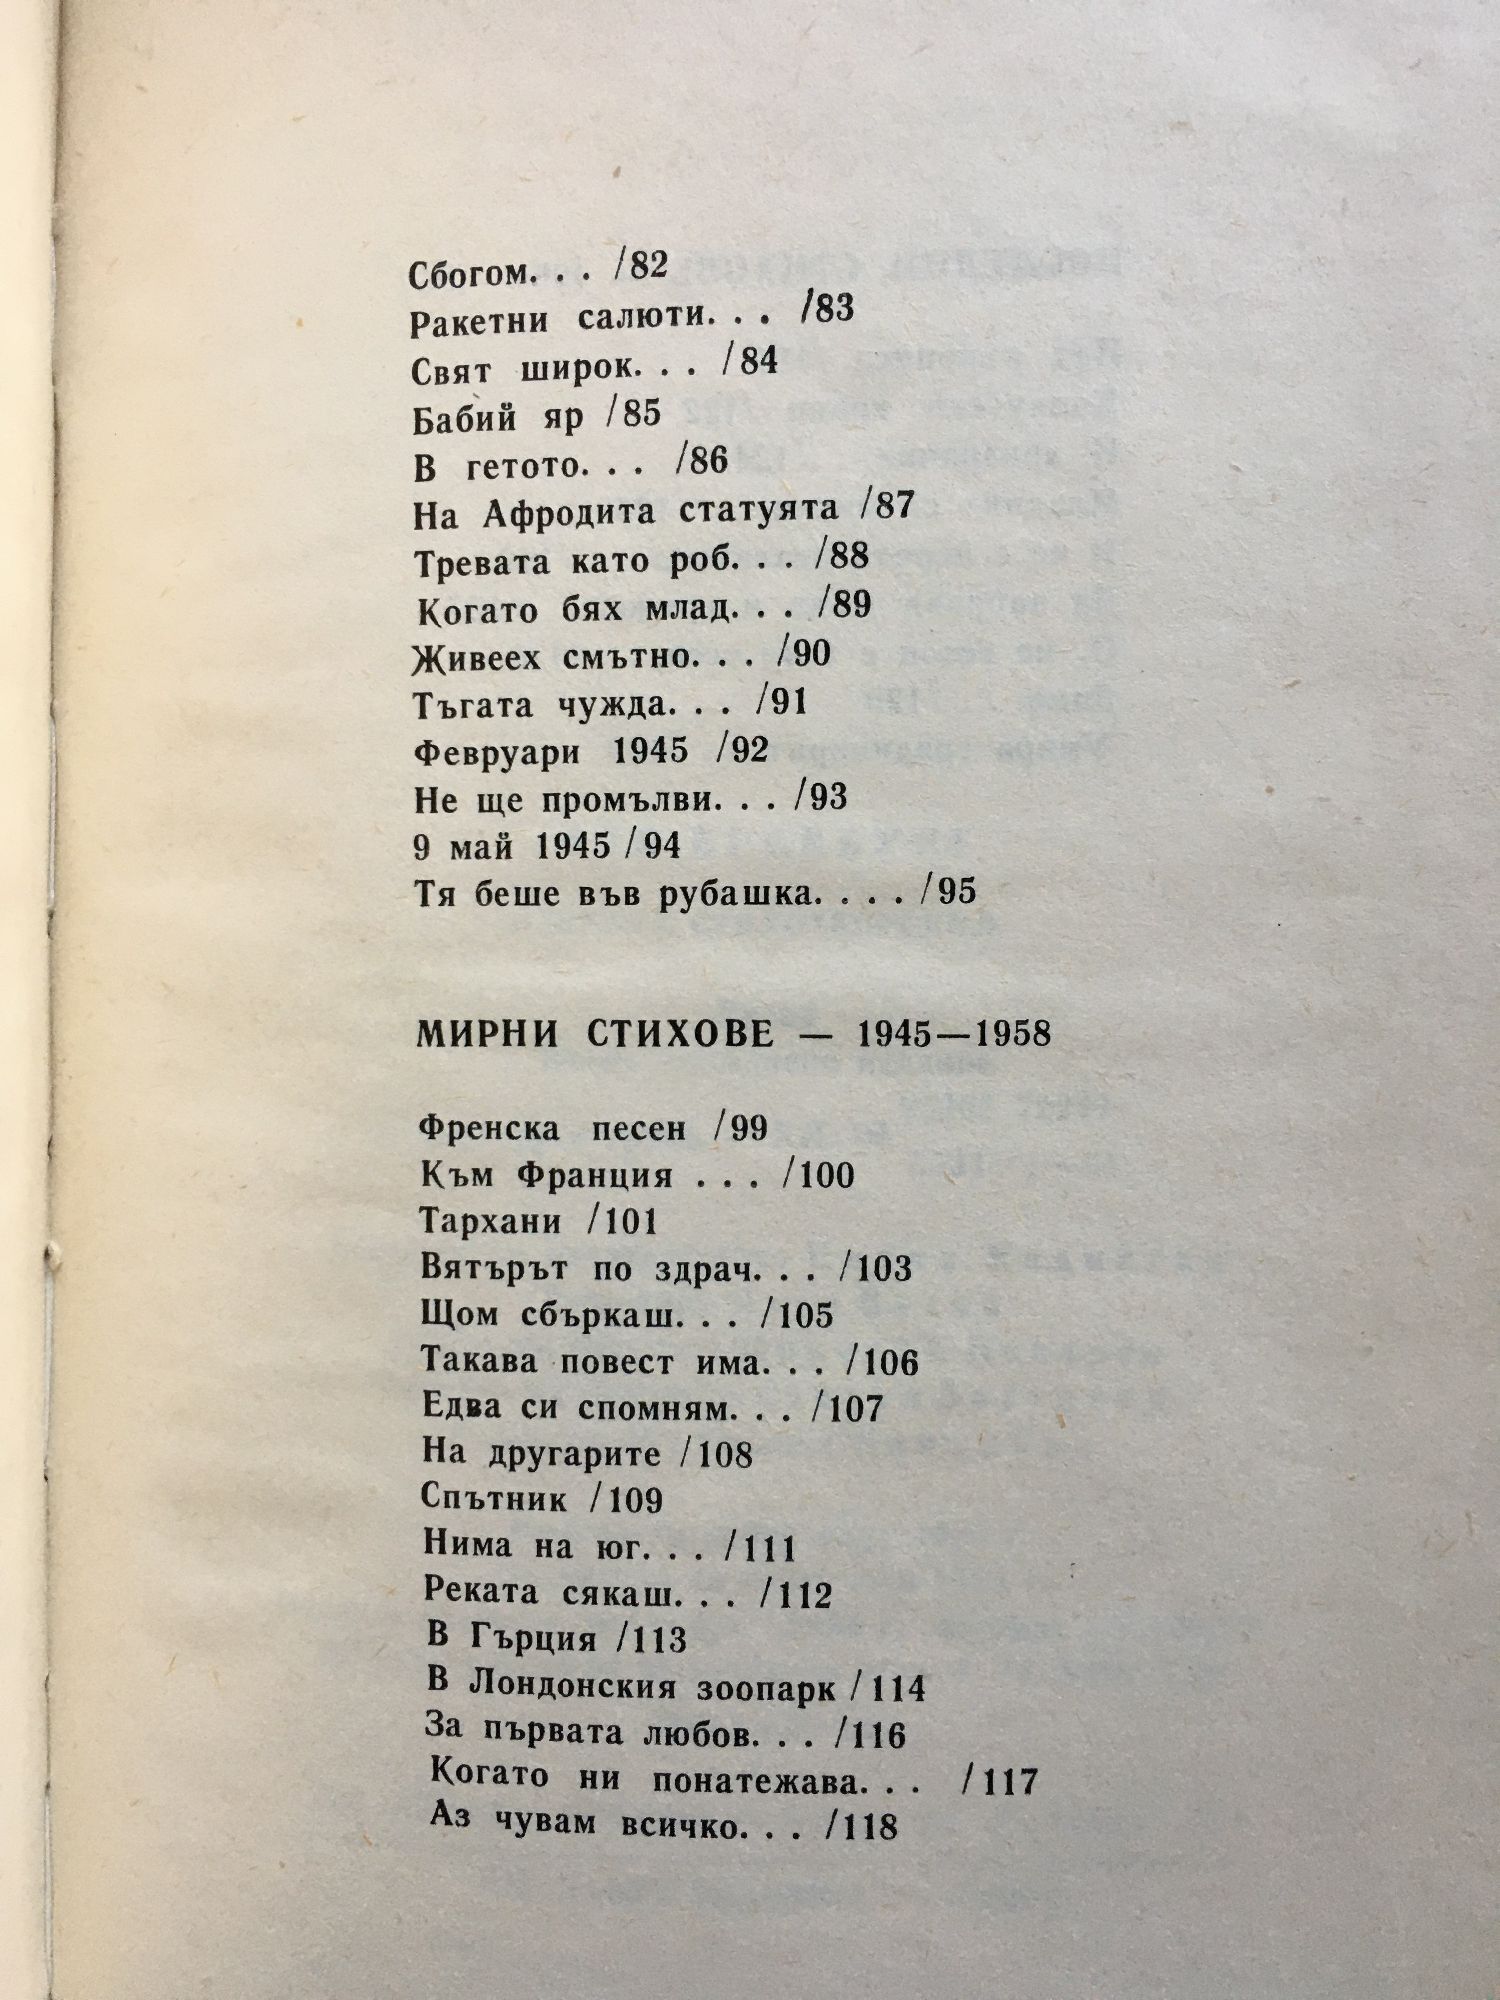 Сбогом. . . /82
Ракетни салюти. . . /83
Свят широк. . . /84
Бабий яр /85
В гетото. . . /86
На Афродита статуята /87
Тревата като роб. . . /88
Когато бях млад. . . /89
Живеех смътно. . . /90
Тъгата чужда. . . /91
Февруари 1945 /92
Не ще промълви. . . /93
9 май 1945 /94
Тя беше във рубашка. . . . /95
МИРНИ СТИХОВЕ — 1945—1958
Френска песен /99
Към Франция . . . /100
Тархани /101
Вятърът по здрач. . . /103
Щом сбъркаш. . . /105
Такава повест има. . . /106
Едва си спомням. . . /107
На другарите /108
Спътник /109
Нима на юг. . . /111
Реката сякаш. . . /112
В Гърция /113
В Лондонския зоопарк /114
За първата любов. . . /116
Когато ни понатежава. . . /117
Аз чувам всичко. . . /118